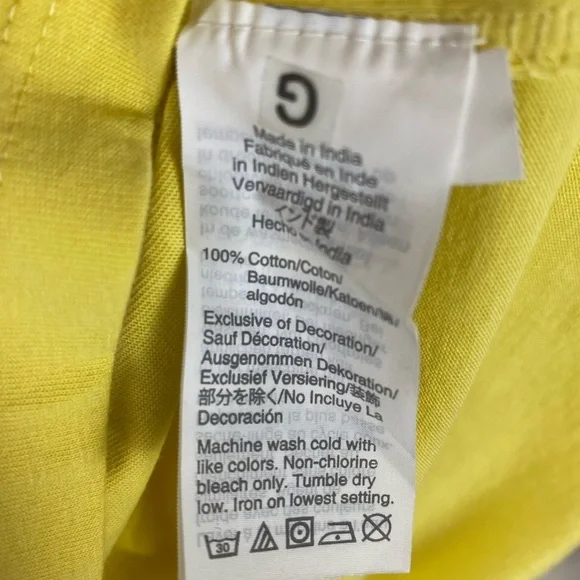 G
Made in India
Fabriqué en Inde
in Indien Hergestellt
Vervaardigd in India
インド製
Hecho en India
100% Cotton/Coton/
Baumwolle/Katoen/綿/
algodón
Exclusive of Decoration/
Sauf Décoration/
Ausgenommen Dekoration/
Exclusief Versiering/装飾
部分を除く/No Incluye La
Decoración
Machine wash cold with
like colors. Non-chlorine
bleach only. Tumble dry
low. Iron on lowest setting.
30